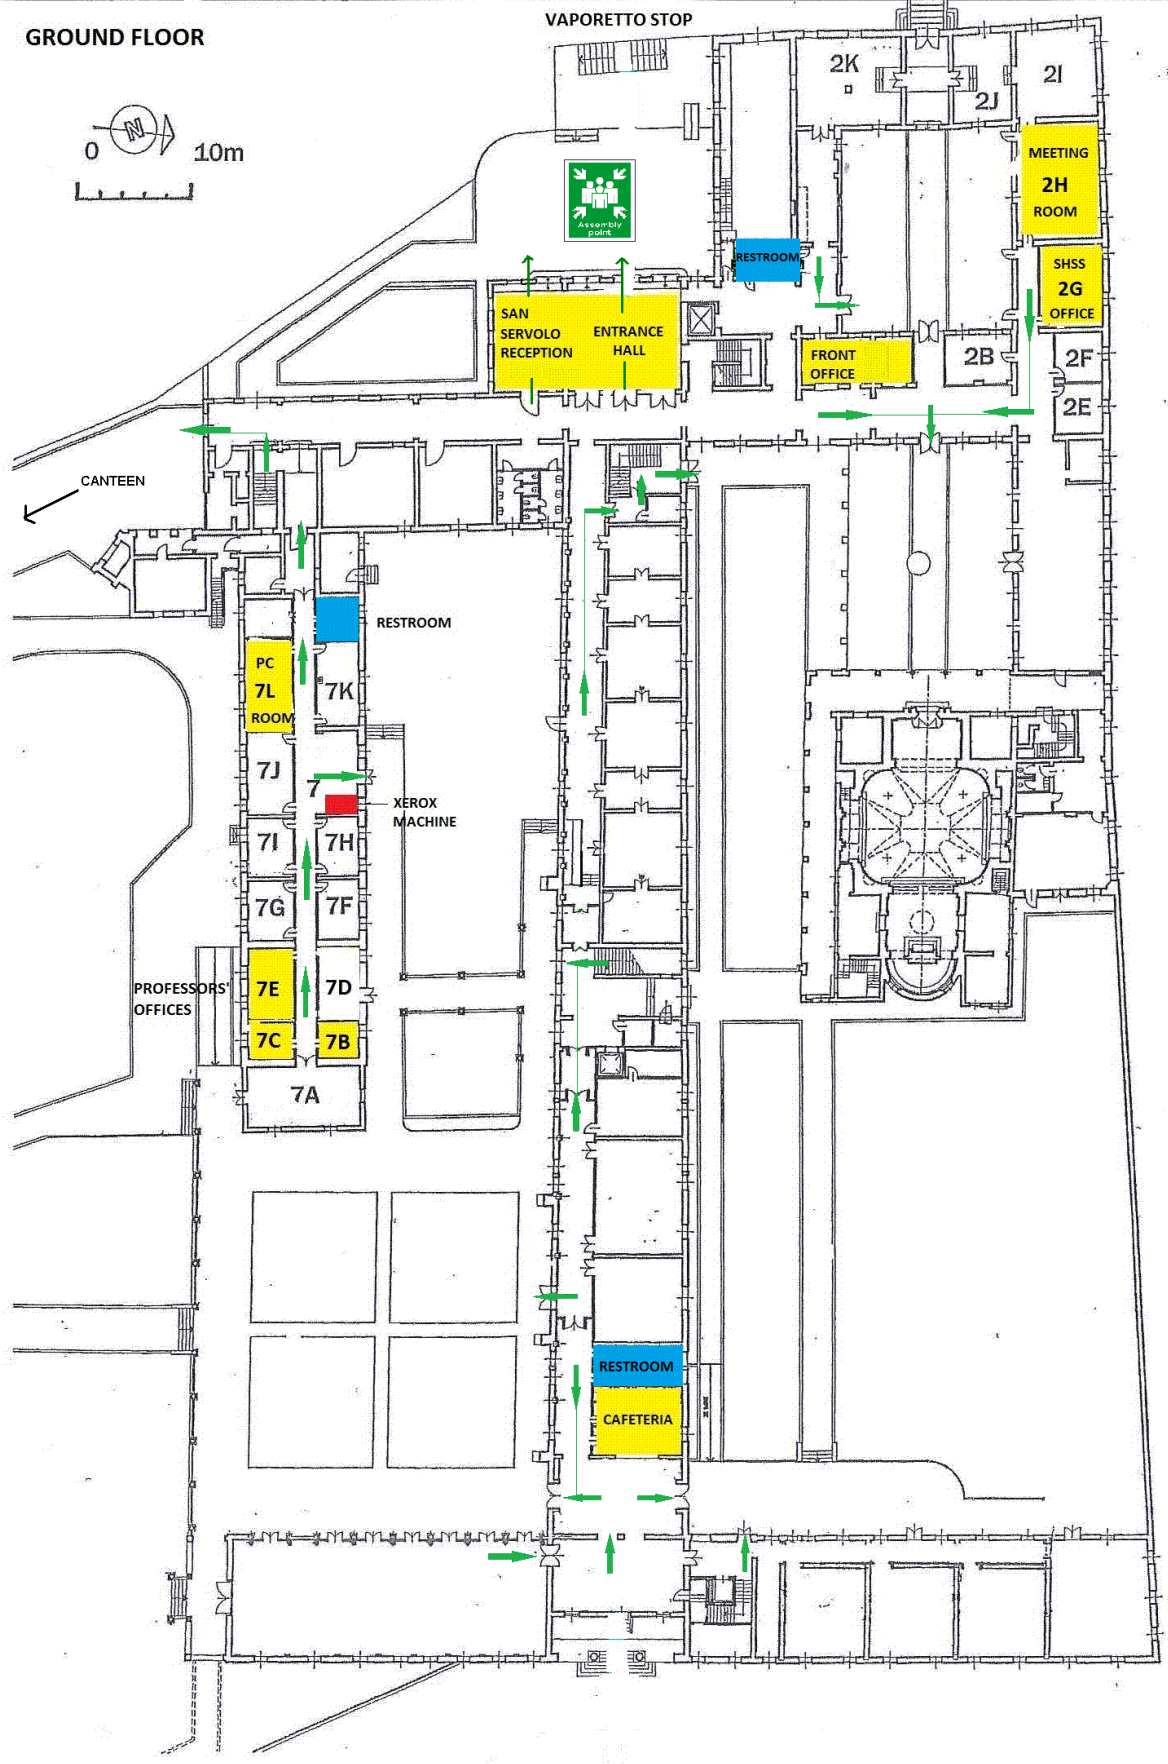 VAPORETTO STOP
GROUND FLOOR
N
0 10m
2K
2J
2I
MEETING
2H
ROOM
Assembly
point
RESTROOM
SHSS
2G
OFFICE
SAN
SERVOLO
RECEPTION
ENTRANCE
HALL
FRONT
OFFICE
2B
2F
2E
CANTEEN
RESTROOM
PC
7L
ROOM
7K
7J
7
XEROX
MACHINE
7I
7H
7G
7F
PROFESSORS'
OFFICES
7E
7D
7C
7B
7A
RESTROOM
CAFETERIA